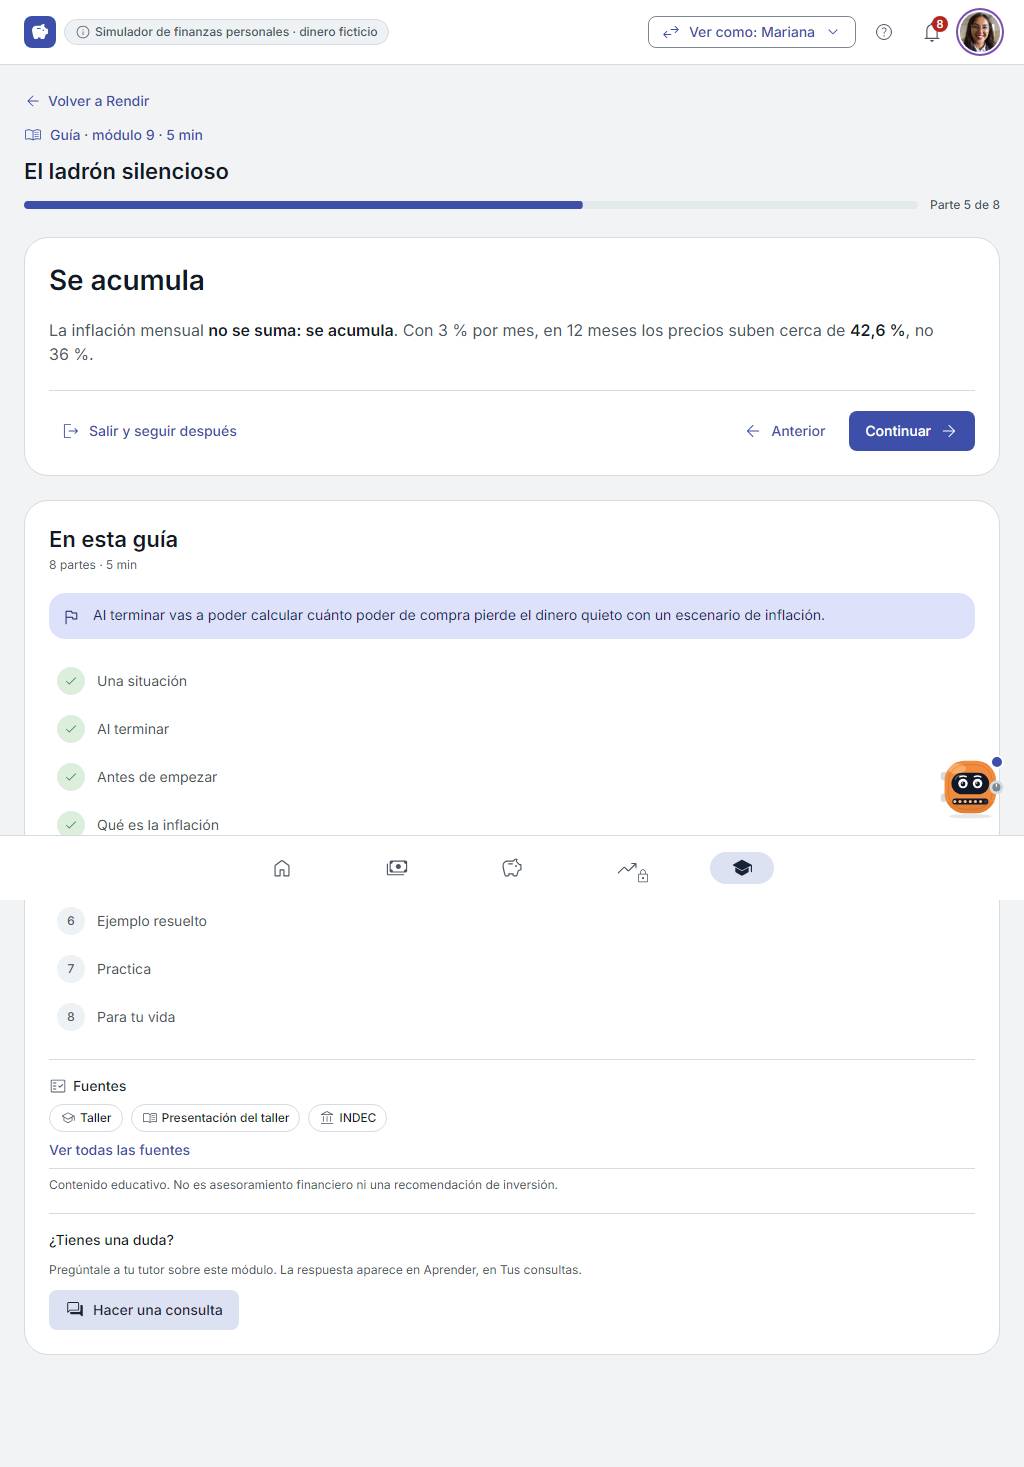 Simulador de finanzas personales · dinero ficticio
Ver como: Mariana
8
Volver a Rendir
Guía · módulo 9 · 5 min
El ladrón silencioso
Parte 5 de 8
Se acumula
La inflación mensual no se suma: se acumula. Con 3 % por mes, en 12 meses los precios suben cerca de 42,6 %, no
36 %.
Salir y seguir después
Anterior
Continuar
En esta guía
8 partes · 5 min
Al terminar vas a poder calcular cuánto poder de compra pierde el dinero quieto con un escenario de inflación.
Una situación
Al terminar
Antes de empezar
Qué es la inflación
6 Ejemplo resuelto
7 Practica
8 Para tu vida
Fuentes
Taller
Presentación del taller
INDEC
Ver todas las fuentes
Contenido educativo. No es asesoramiento financiero ni una recomendación de inversión.
¿Tienes una duda?
Pregúntale a tu tutor sobre este módulo. La respuesta aparece en Aprender, en Tus consultas.
Hacer una consulta